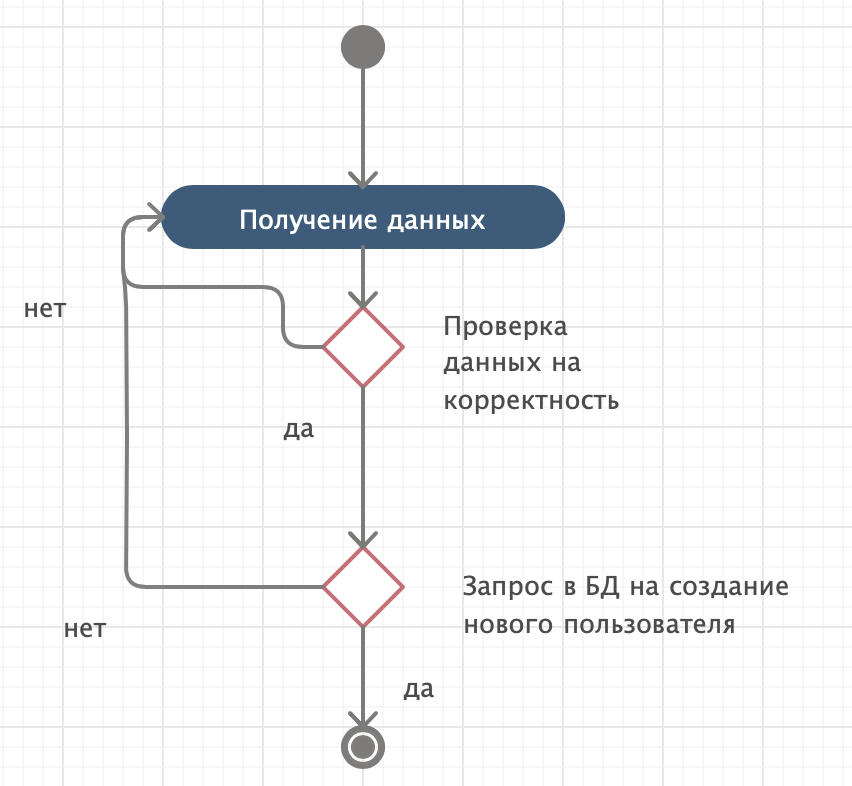 Получение данных
нет
Проверка
данных на
корректность
да
Запрос в БД на создание
нового пользователя
нет
да